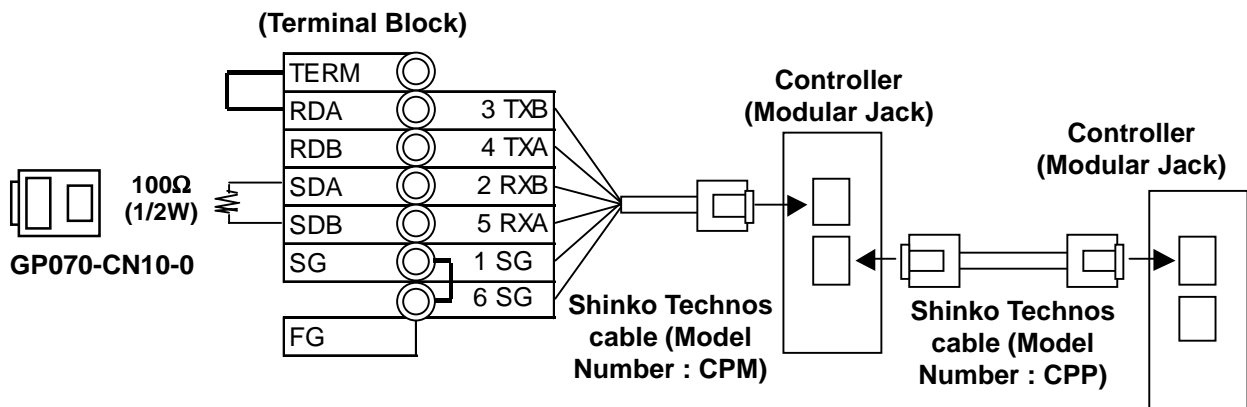 (Terminal Block)
TERM
RDA
RDB
SDA
SDB
SG
FG
3 TXB
4 TXA
2 RXB
5 RXA
1 SG
6 SG
100Ω
(1/2W)
GP070-CN10-0
Controller
(Modular Jack)
Controller
(Modular Jack)
Shinko Technos
cable (Model
Number : CPM)
Shinko Technos
cable (Model
Number : CPP)